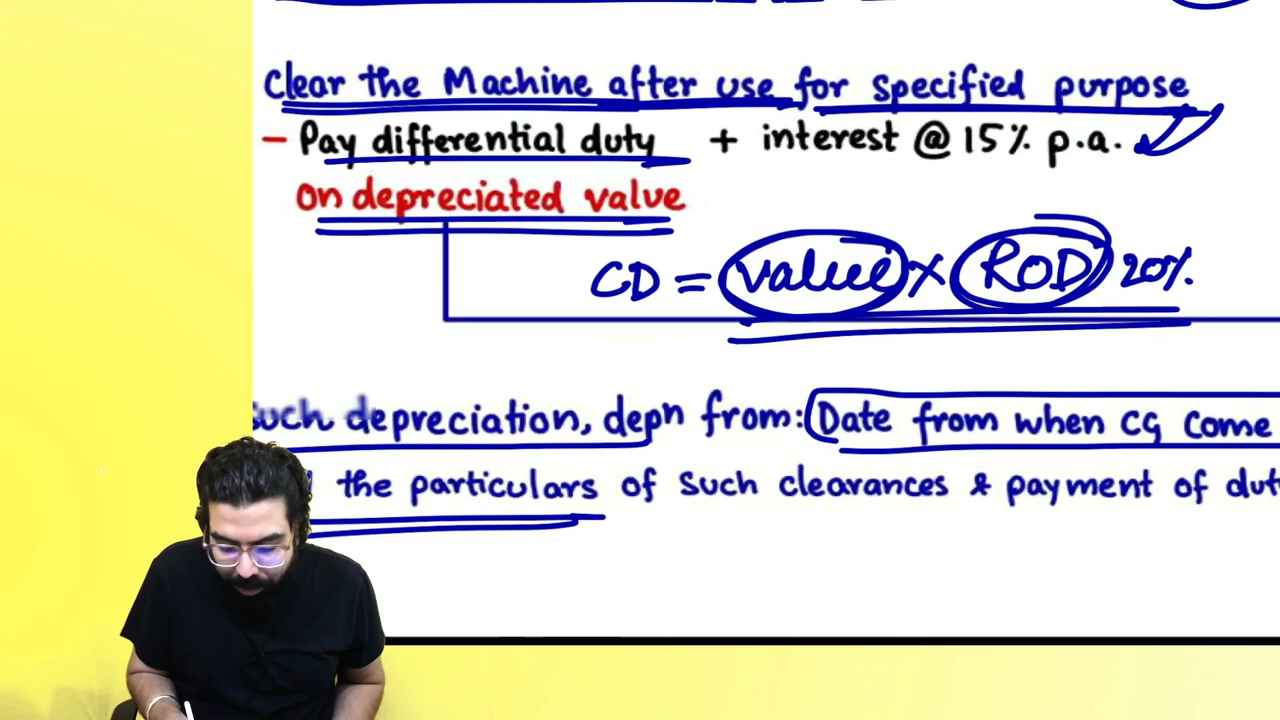 Clear the Machine after use for specified purpose
- Pay differential duty + interest @ 15% p.a.
On depreciated value
CD = value × ROD 20%
such depreciation, depn from: Date from when CG Come
the particulars of such clearances & payment of dut